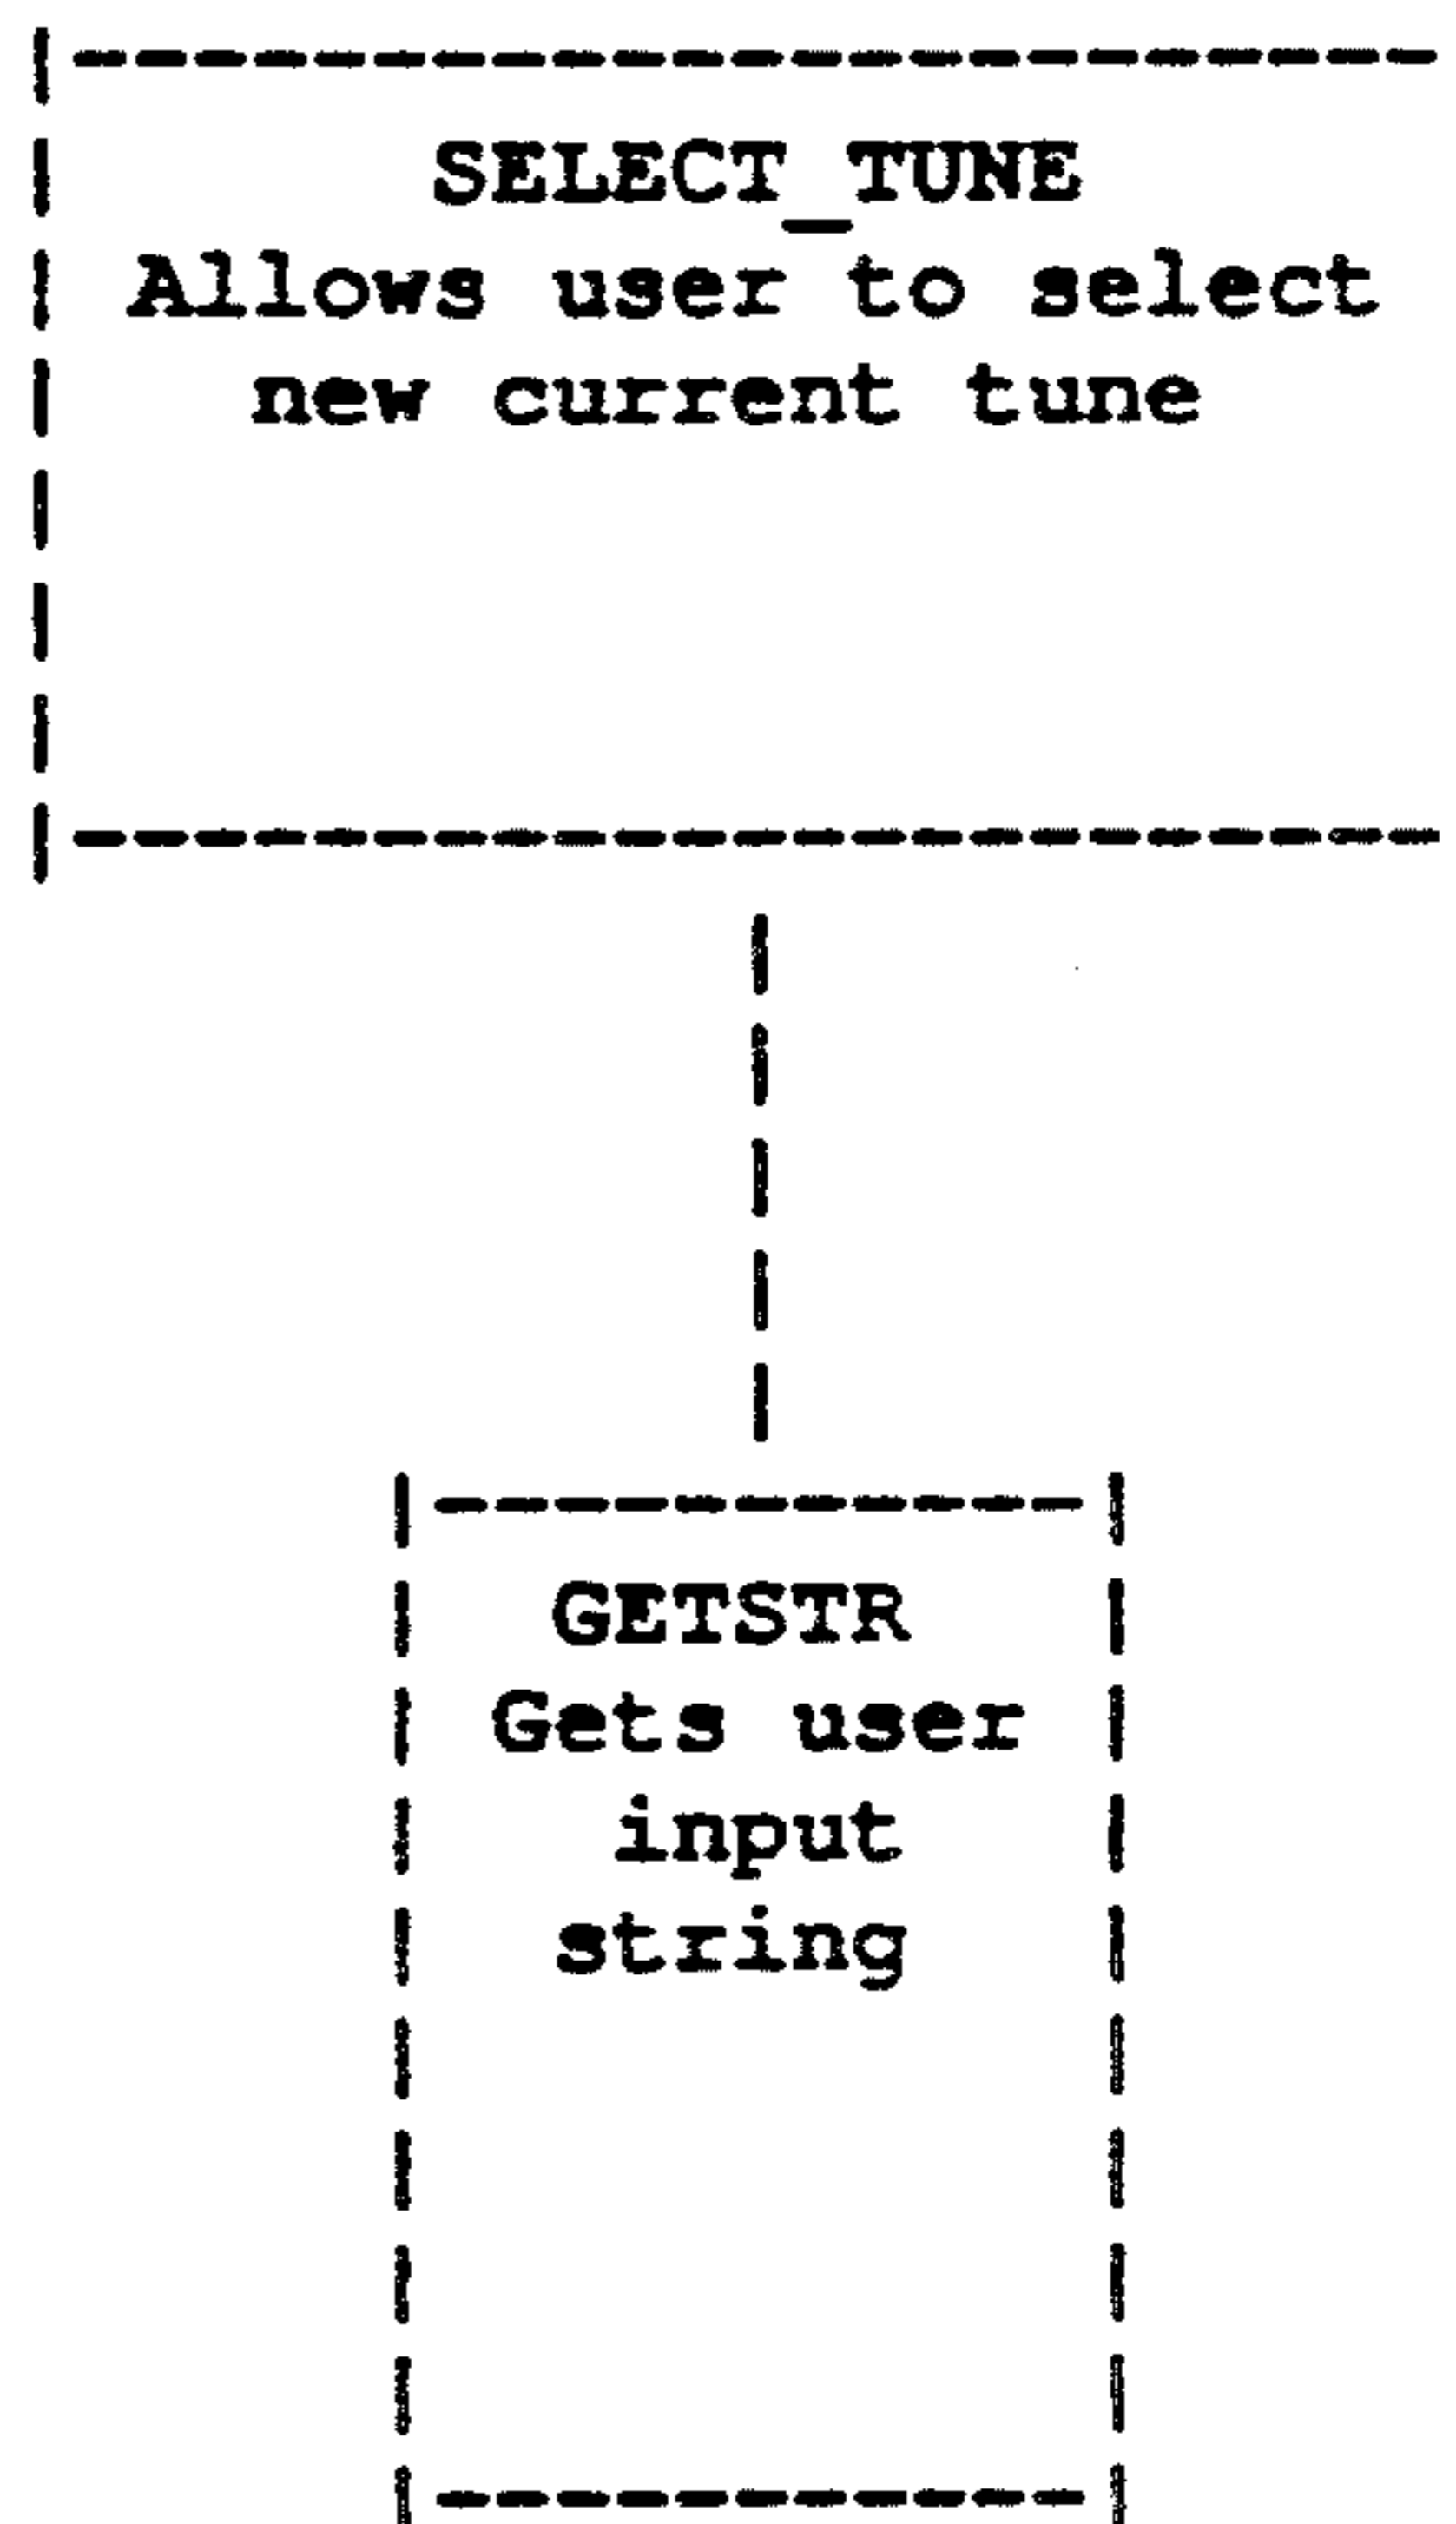 SELECT_TUNE
Allows user to select
new current tune
GETSTR
Gets user
input
string